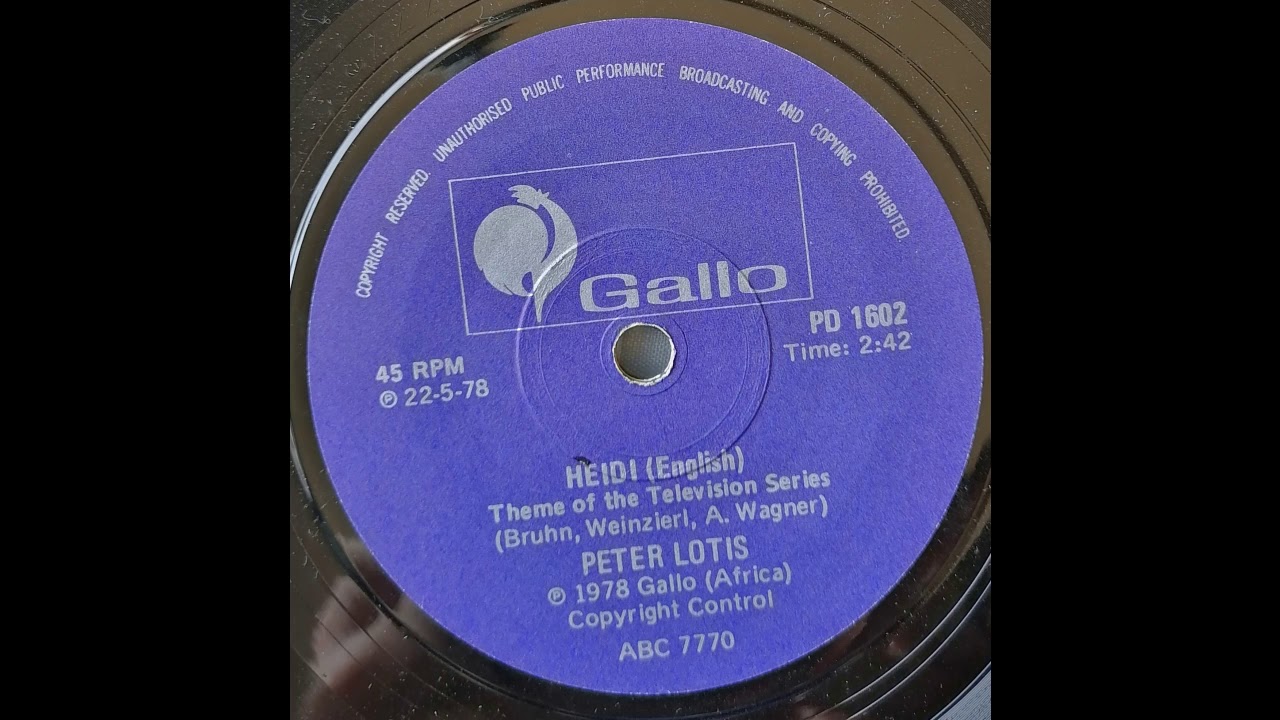 COPYRIGHT RESERVED. UNAUTHORISED PUBLIC PERFORMANCE BROADCASTING AND COPYING PROHIBITED.
Gallo
PD 1602
Time: 2:42
45 RPM
Ⓟ 22-5-78
HEIDI (English)
Theme of the Television Series
(Bruhn, Weinzierl, A. Wagner)
PETER LOTIS
Ⓟ 1978 Gallo (Africa)
Copyright Control
ABC 7770